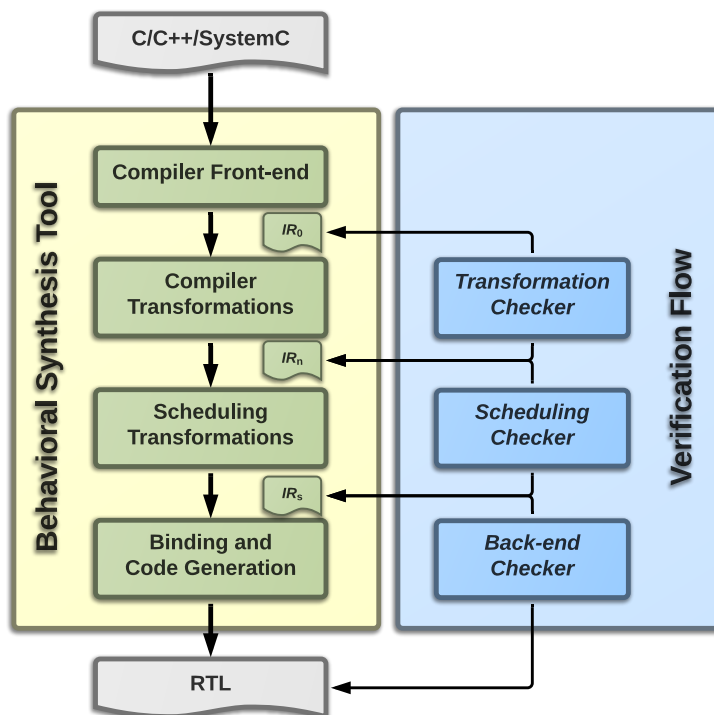 C/C++/SystemC
Behavioral Synthesis Tool
Compiler Front-end
IR0
Compiler
Transformations
IRn
Scheduling
Transformations
IRs
Binding and
Code Generation
RTL
Transformation
Checker
Scheduling
Checker
Back-end
Checker
Verification Flow